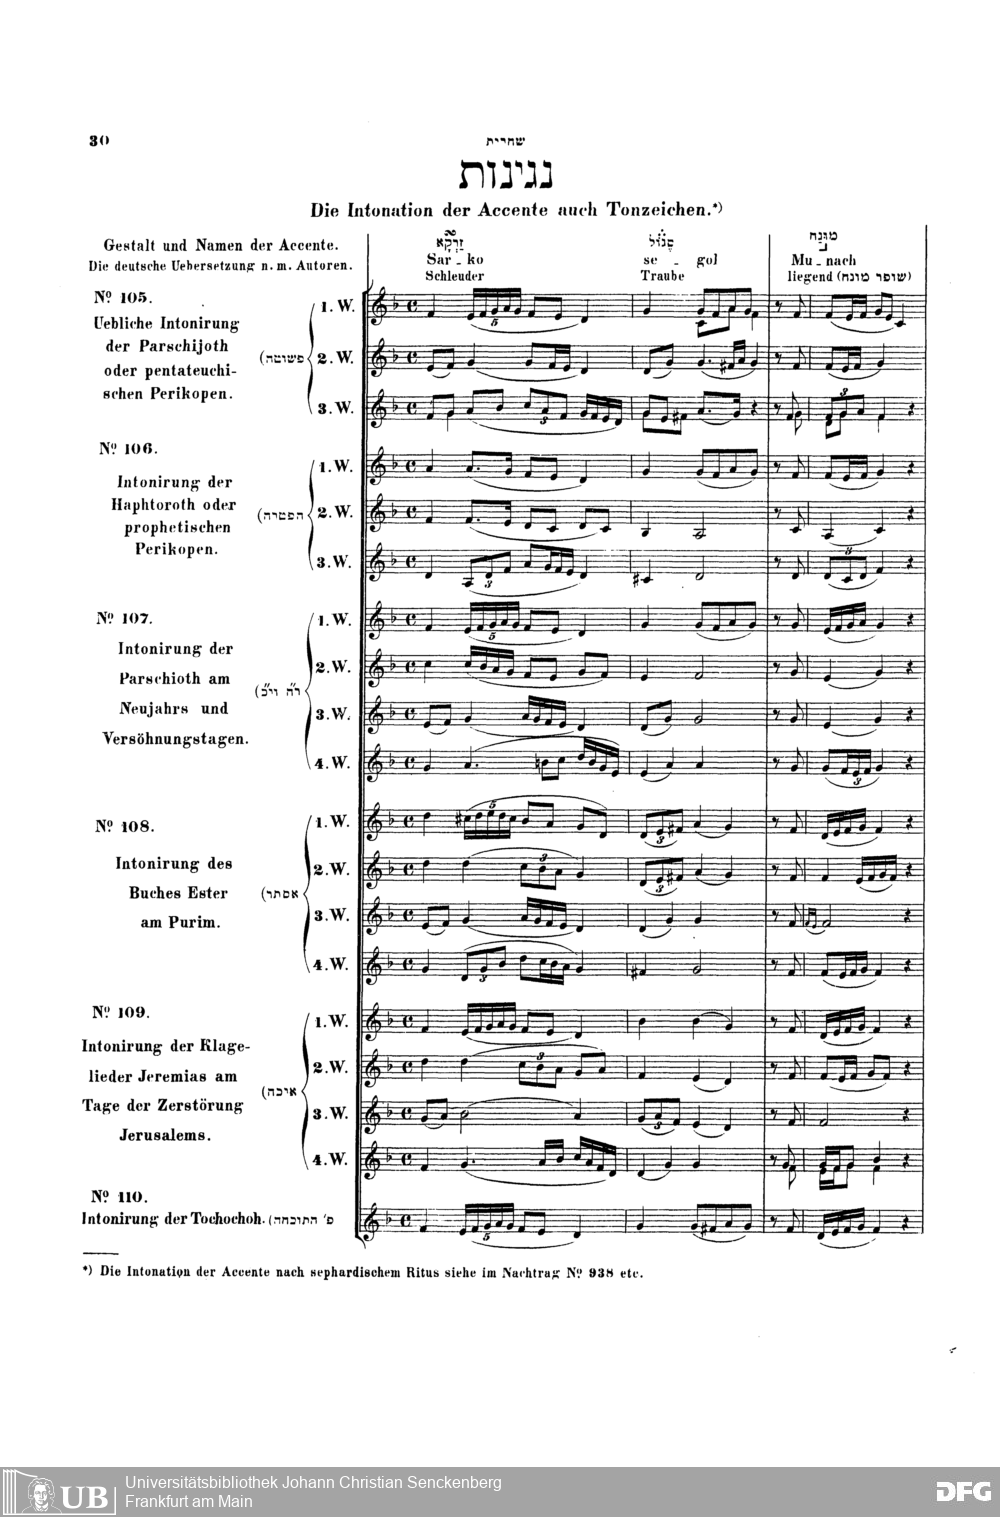 30
שחרית
נגינות
Die Intonation der Accente auch Tonzeichen.*)
Gestalt und Namen der Accente.
Die deutsche Uebersetzung n. m. Autoren.
זַרְקָא סֶגּוֹל מוּנַח
Sar - ko se - gol Mu - nach
Schleuder Traube liegend (שופר מונח)
No 105.
Uebliche Intonirung
der Parschijoth
oder pentateuchi-
schen Perikopen.
(פשוטה
1. W.
2. W.
3. W.
No 106.
Intonirung der
Haphtoroth oder
prophetischen
Perikopen.
(הפטרה
1. W.
2. W.
3. W.
No 107.
Intonirung der
Parschioth am
Neujahrs und
Versöhnungstagen.
(ר״ה וי״כ
1. W.
2. W.
3. W.
4. W.
No 108.
Intonirung des
Buches Ester
am Purim.
(אסתר
1. W.
2. W.
3. W.
4. W.
No 109.
Intonirung der Klage-
lieder Jeremias am
Tage der Zerstörung
Jerusalems.
(איכה
1. W.
2. W.
3. W.
4. W.
No 110.
Intonirung der Tochochoh. (פ' התוכחה
*) Die Intonation der Accente nach sephardischem Ritus siehe im Nachtrag No 938 etc.
UB
Universitätsbibliothek Johann Christian Senckenberg
Frankfurt am Main
DFG